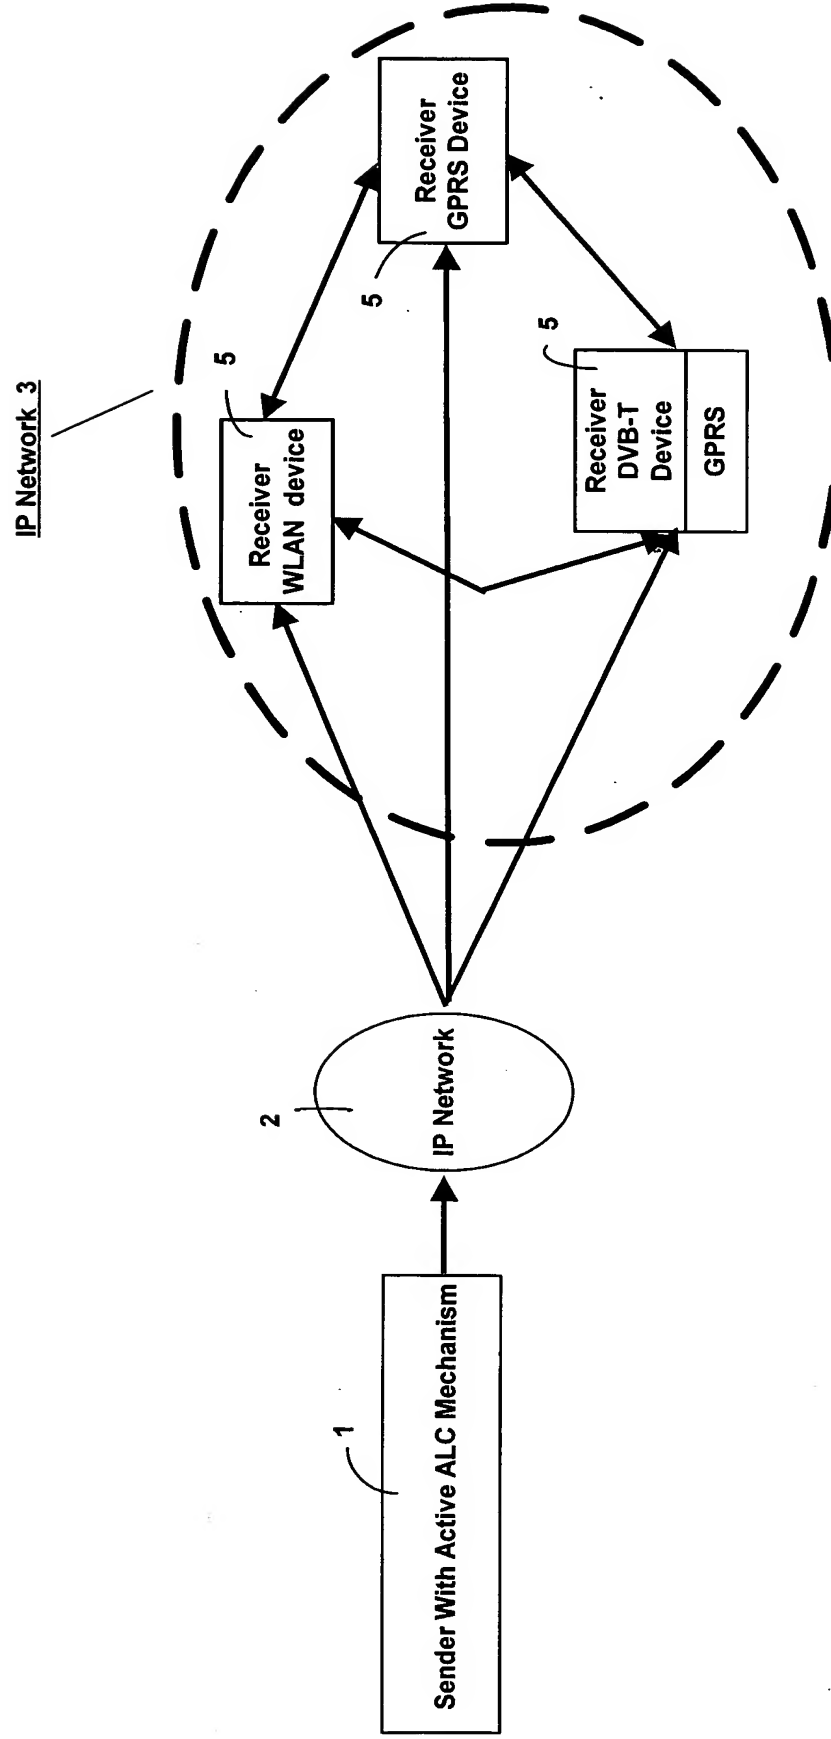 IP Network 3
5
Receiver
WLAN device
5
Receiver
GPRS Device
5
Receiver
DVB-T
Device
GPRS
2
IP Network
1
Sender With Active ALC Mechanism